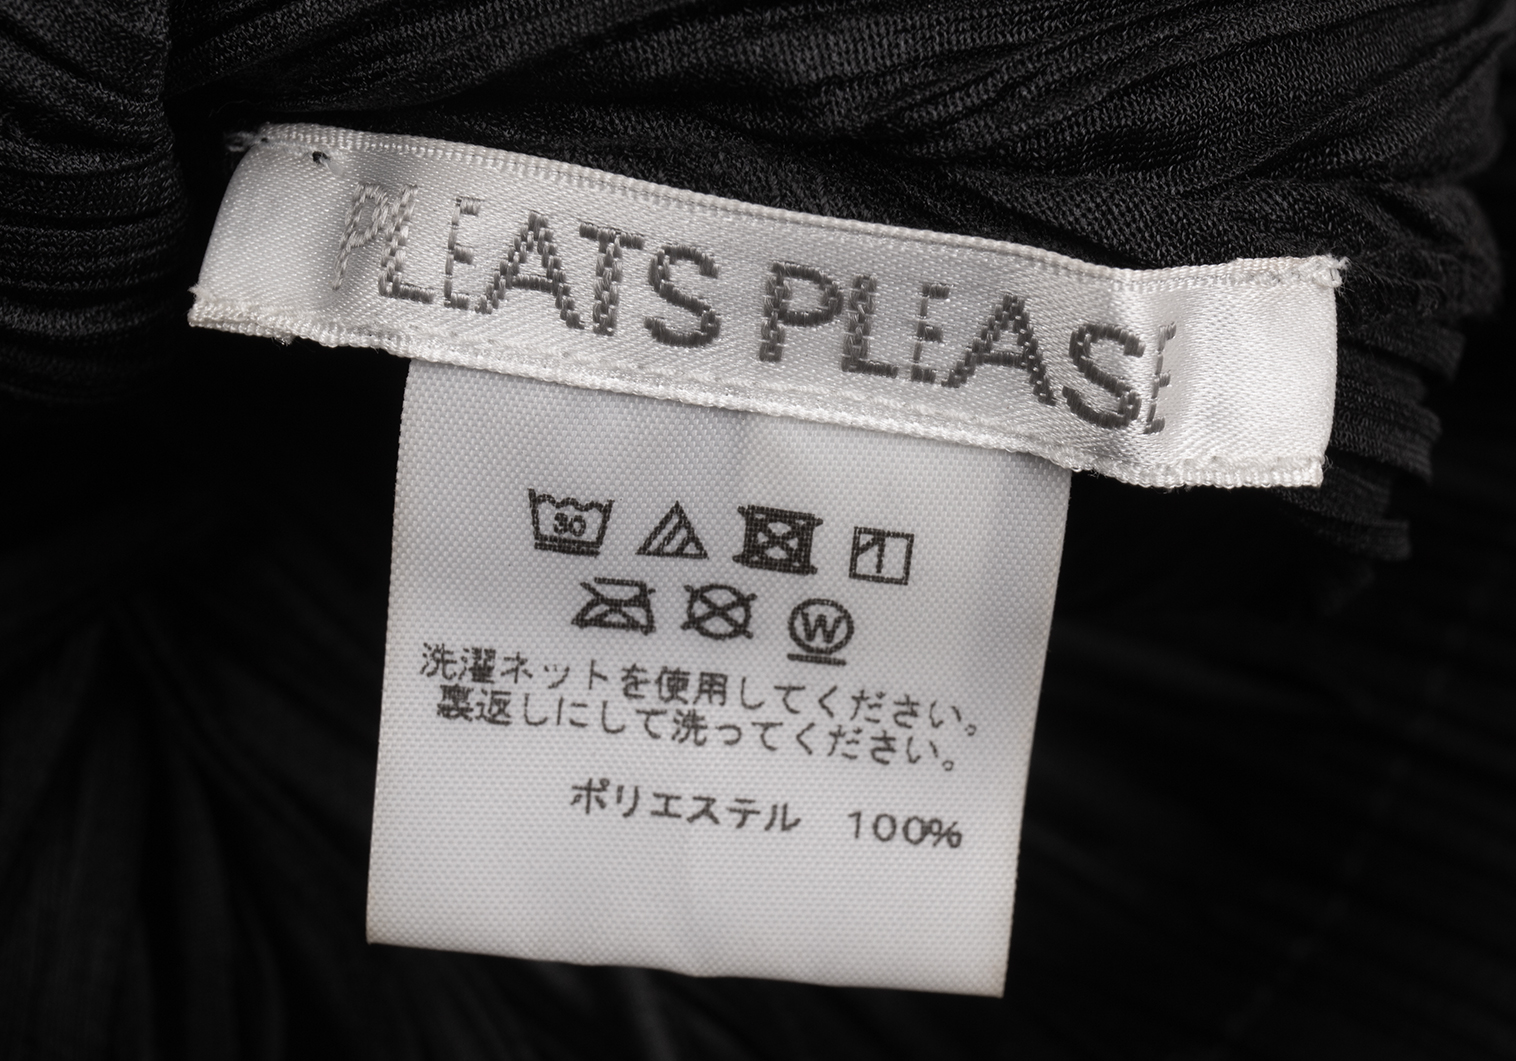 PLEATS PLEASE
30
W
洗濯ネットを使用してください。
裏返しにして洗ってください。
ポリエステル 100%